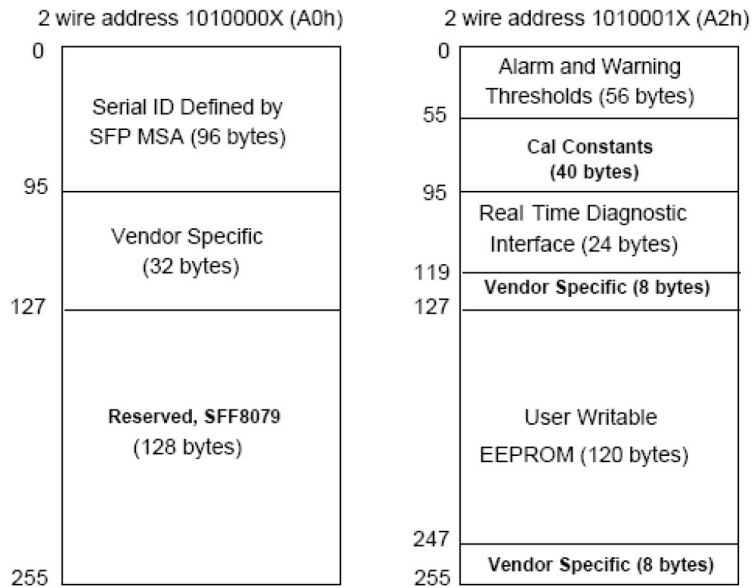 2 wire address 1010000X (A0h)
0
Serial ID Defined by
SFP MSA (96 bytes)
95
Vendor Specific
(32 bytes)
127
Reserved, SFF8079
(128 bytes)
255
2 wire address 1010001X (A2h)
0
Alarm and Warning
Thresholds (56 bytes)
55
Cal Constants
(40 bytes)
95
Real Time Diagnostic
Interface (24 bytes)
119
Vendor Specific (8 bytes)
127
User Writable
EEPROM (120 bytes)
247
Vendor Specific (8 bytes)
255